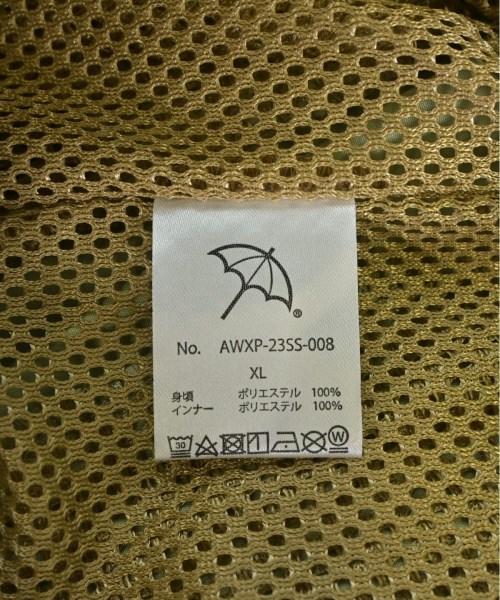 ®
No. AWXP-23SS-008
XL
身頃 ポリエステル 100%
インナー ポリエステル 100%
30 W